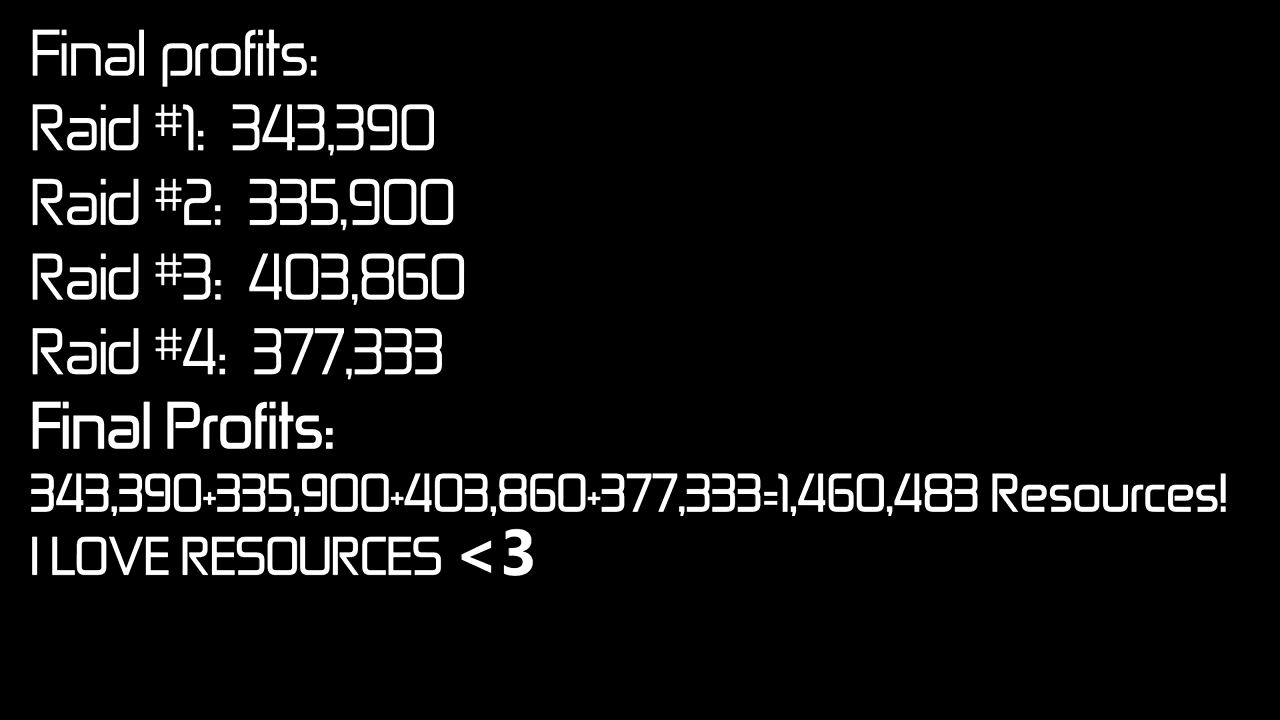 Final profits:
Raid #1: 343,390
Raid #2: 335,900
Raid #3: 403,860
Raid #4: 377,333
Final Profits:
343,390+335,900+403,860+377,333=1,460,483 Resources!
I LOVE RESOURCES <3